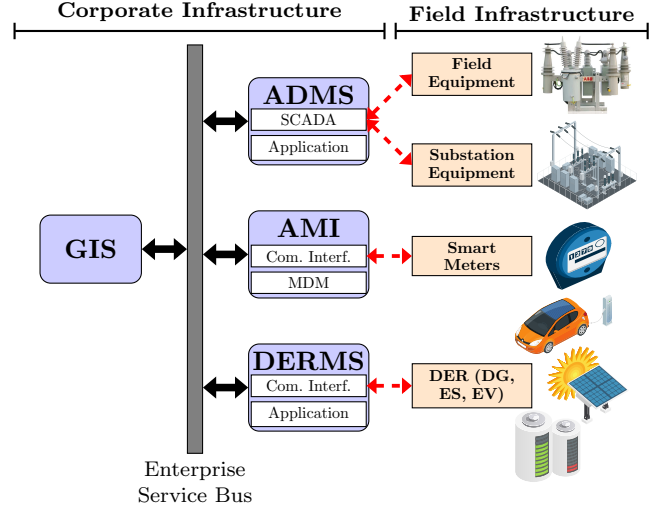 Corporate Infrastructure
Field Infrastructure
ADMS
SCADA
Application
Field
Equipment
Substation
Equipment
GIS
AMI
Com. Interf.
MDM
Smart
Meters
DERMS
Com. Interf.
Application
DER (DG,
ES, EV)
Enterprise
Service Bus